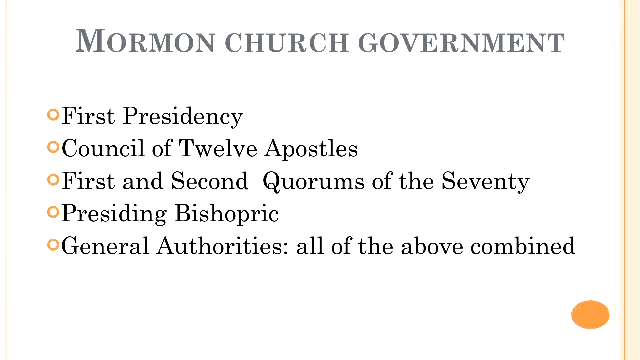 MORMON CHURCH GOVERNMENT
First Presidency
Council of Twelve Apostles
First and Second  Quorums of the Seventy
Presiding Bishopric
General Authorities: all of the above combined